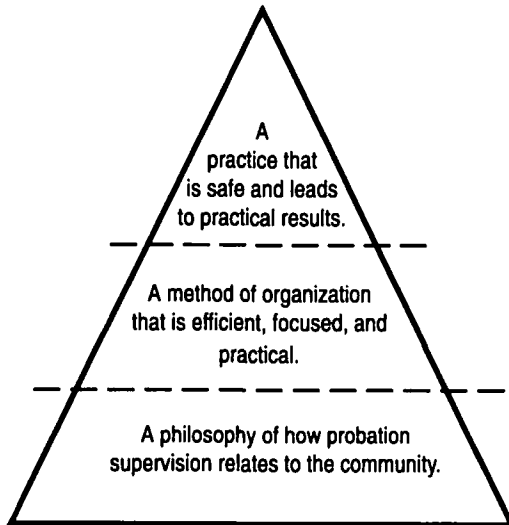 A
practice that
is safe and leads
to practical results.
A method of organization
that is efficient, focused, and
practical.
A philosophy of how probation
supervision relates to the community.